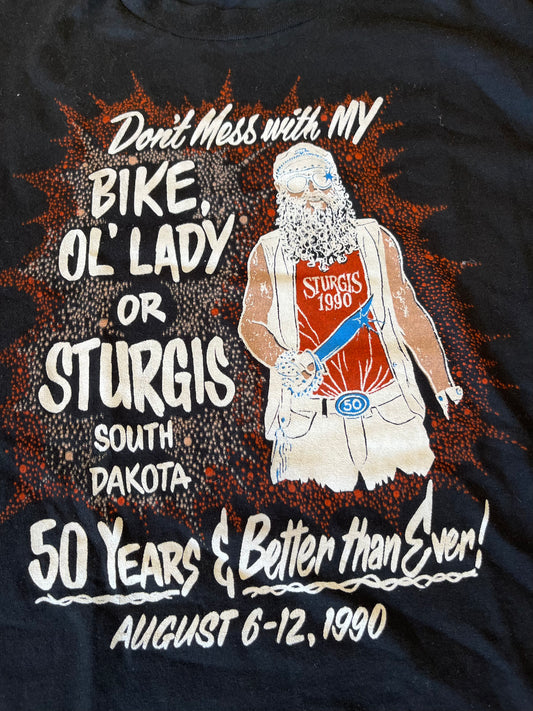 Don't Mess with MY
BIKE,
OL' LADY
OR
STURGIS
SOUTH
DAKOTA
STURGIS
1990
50
50 YEARS & Better than Ever!
AUGUST 6-12, 1990